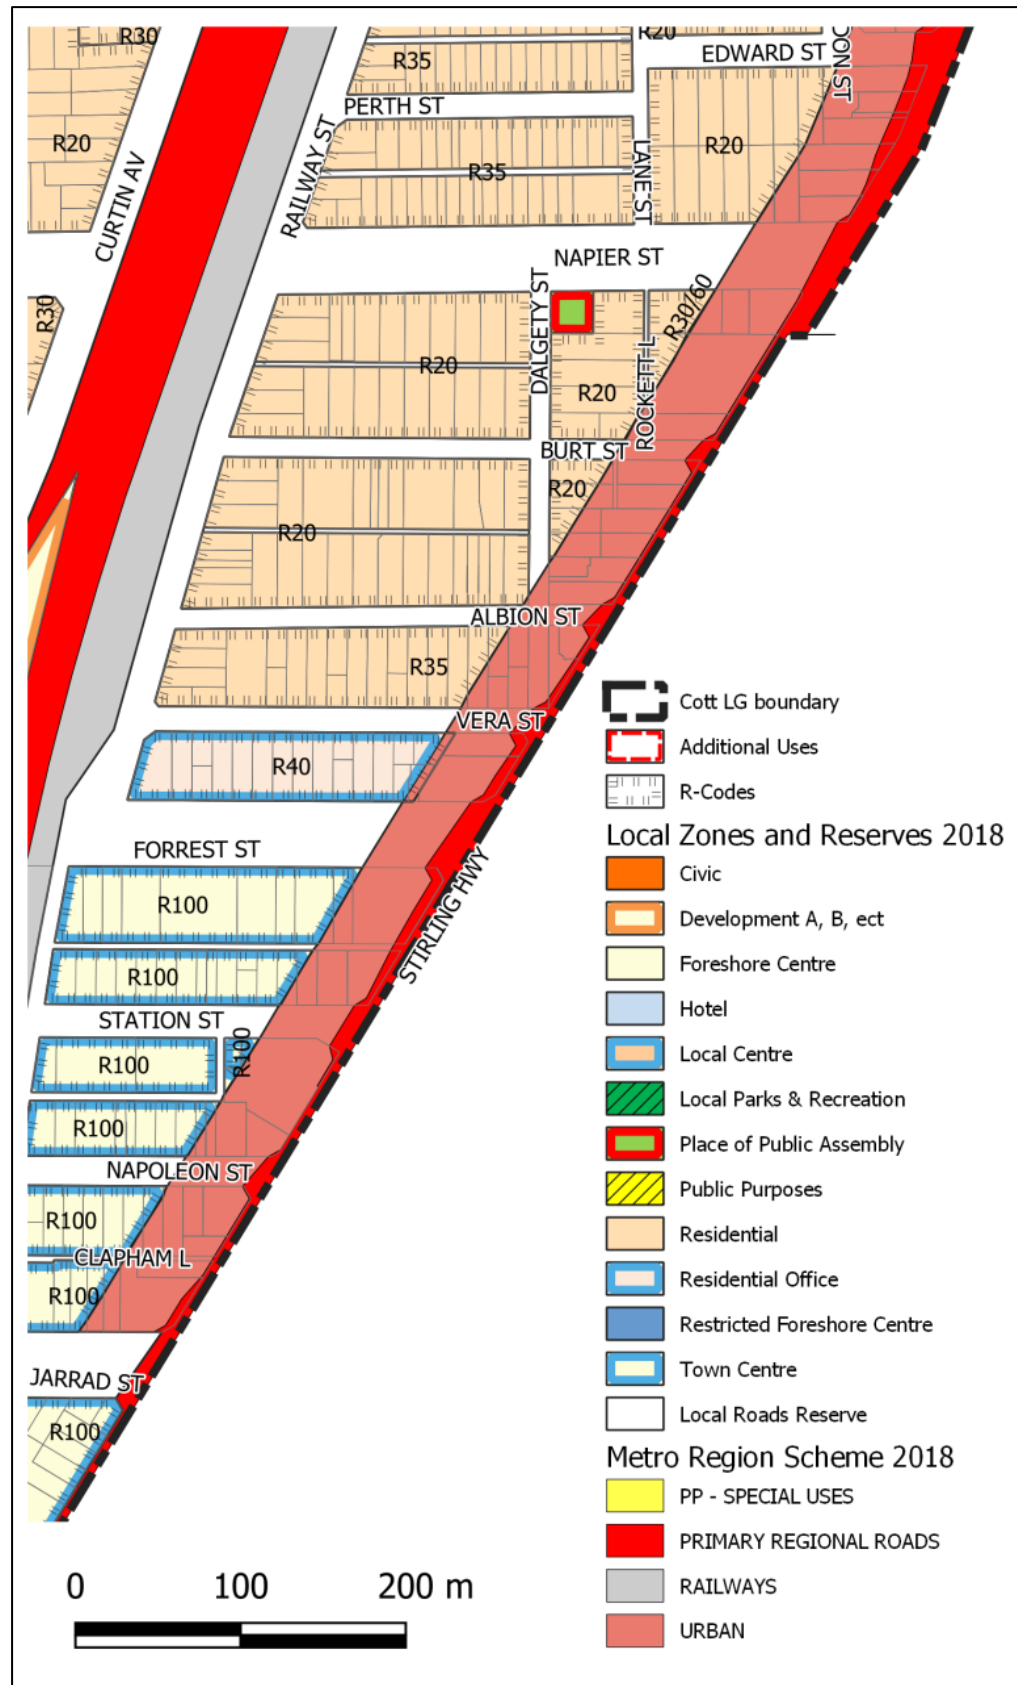 R30
R20
EDWARD ST
R35
PERTH ST
R20
CURTIN AV
RAILWAY ST
R35
LANE ST
R20
DON ST
NAPIER ST
R30
DALGETY ST
R30/60
R20
R20
ROCKETT L
BURT ST
R20
R20
ALBION ST
R35
VERA ST
R40
FORREST ST
R100
STIRLING HWY
R100
STATION ST
R100
R100
R100
NAPOLEON ST
R100
CLAPHAM L
R100
JARRAD ST
R100
0 100 200 m
Cott LG boundary
Additional Uses
R-Codes
Local Zones and Reserves 2018
Civic
Development A, B, ect
Foreshore Centre
Hotel
Local Centre
Local Parks & Recreation
Place of Public Assembly
Public Purposes
Residential
Residential Office
Restricted Foreshore Centre
Town Centre
Local Roads Reserve
Metro Region Scheme 2018
PP - SPECIAL USES
PRIMARY REGIONAL ROADS
RAILWAYS
URBAN